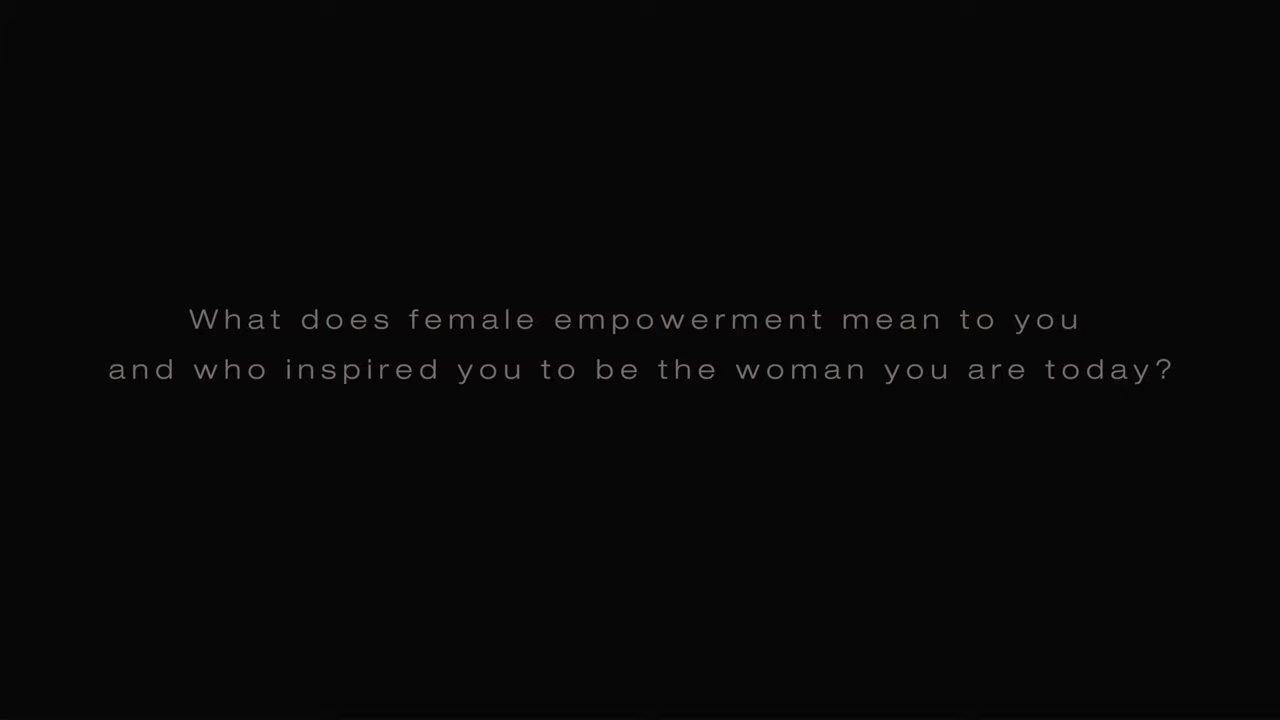 What does female empowerment mean to you
and who inspired you to be the woman you are today?